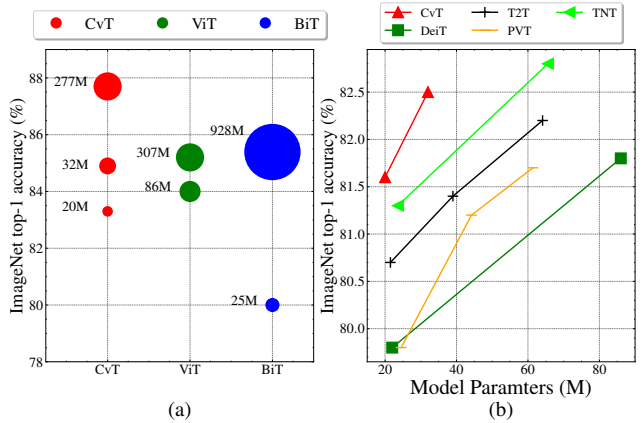 CvT ViT BiT
ImageNet top-1 accuracy (%)
88
86
84
82
80
78
277M
32M
20M
307M
86M
928M
25M
CvT ViT BiT
(a)
CvT T2T TNT
DeiT PVT
ImageNet top-1 accuracy (%)
82.5
82.0
81.5
81.0
80.5
80.0
20 40 60 80
Model Paramters (M)
(b)